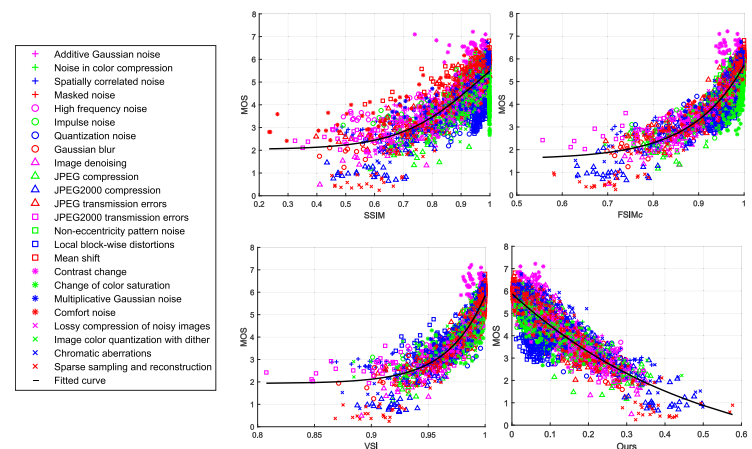 Additive Gaussian noise
Noise in color compression
Spatially correlated noise
Masked noise
High frequency noise
Impulse noise
Quantization noise
Gaussian blur
Image denoising
JPEG compression
JPEG2000 compression
JPEG transmission errors
JPEG2000 transmission errors
Non-eccentricity pattern noise
Local block-wise distortions
Mean shift
Contrast change
Change of color saturation
Multiplicative Gaussian noise
Comfort noise
Lossy compression of noisy images
Image color quantization with dither
Chromatic aberrations
Sparse sampling and reconstruction
Fitted curve
8
7
6
5
4
3
2
1
0
MOS
0.2 0.3 0.4 0.5 0.6 0.7 0.8 0.9 1
SSIM
8
7
6
5
4
3
2
1
0
MOS
0.5 0.6 0.7 0.8 0.9 1
FSIMc
8
7
6
5
4
3
2
1
0
MOS
0.8 0.85 0.9 0.95 1
VSI
8
7
6
5
4
3
2
1
0
MOS
0 0.1 0.2 0.3 0.4 0.5 0.6
Ours